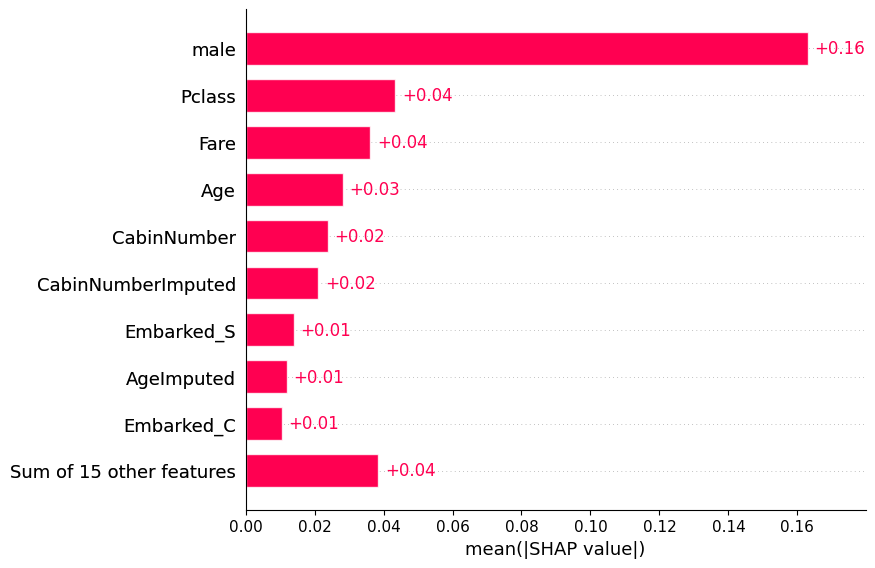 male +0.16
Pclass +0.04
Fare +0.04
Age +0.03
CabinNumber +0.02
CabinNumberImputed +0.02
Embarked_S +0.01
AgeImputed +0.01
Embarked_C +0.01
Sum of 15 other features +0.04
0.00 0.02 0.04 0.06 0.08 0.10 0.12 0.14 0.16
mean(|SHAP value|)